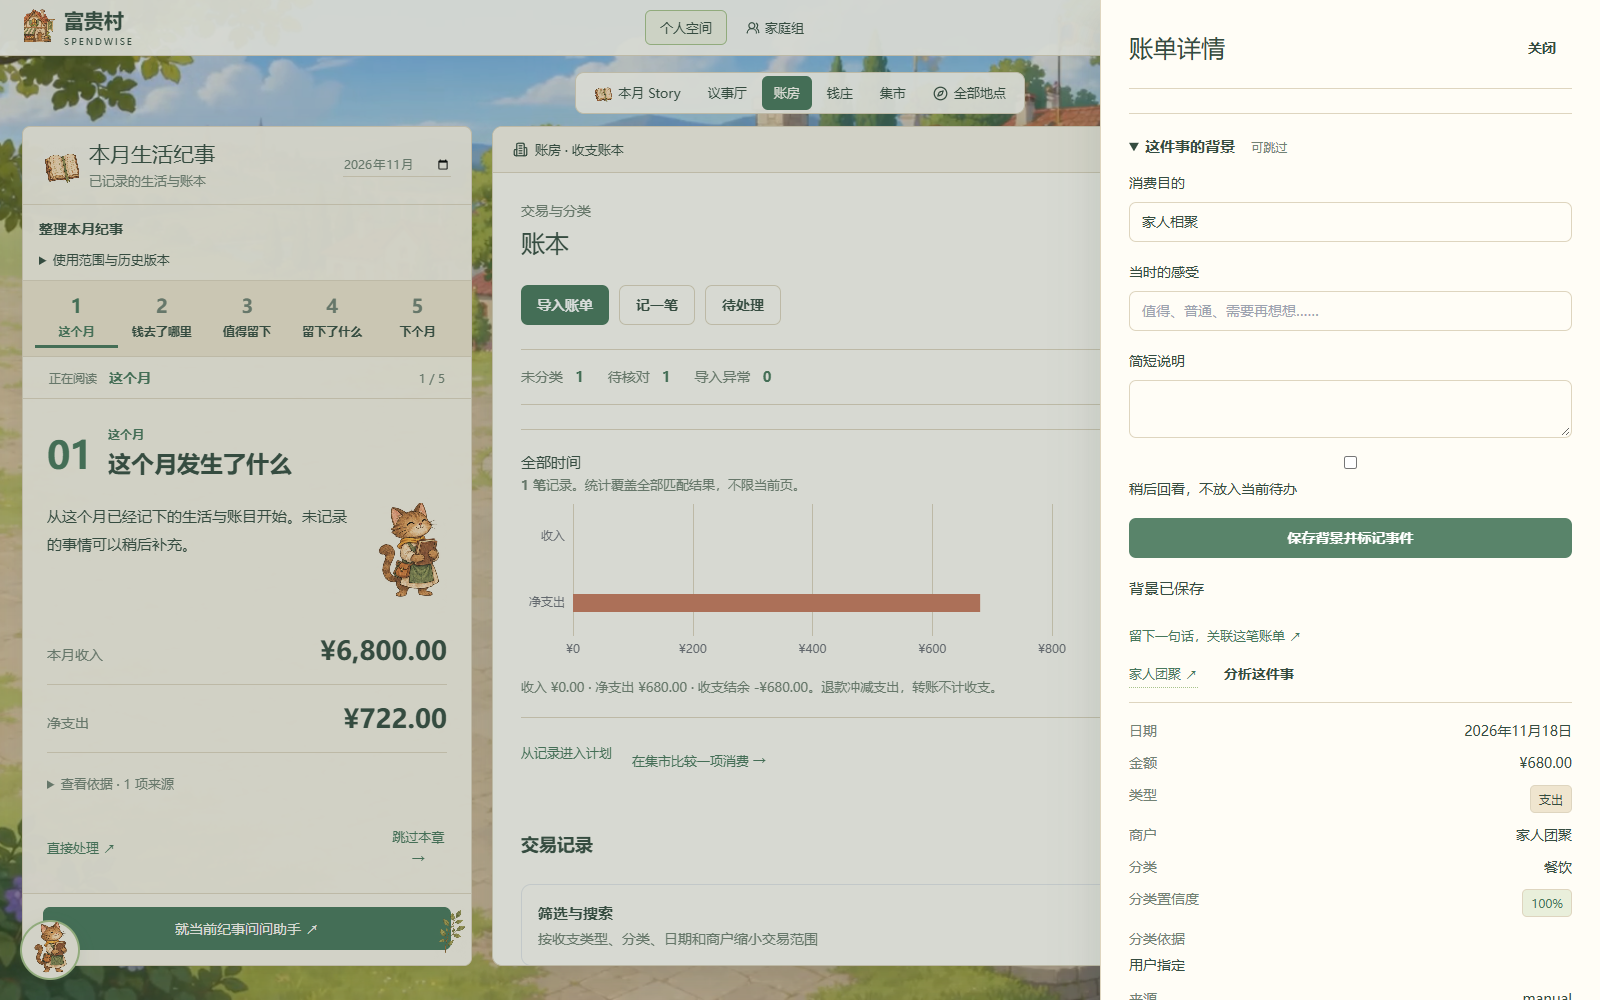 富贵村
SPENDWISE
个人空间
家庭组
本月 Story
议事厅
账房
钱庄
集市
全部地点
本月生活纪事
已记录的生活与账本
2026年11月
整理本月纪事
使用范围与历史版本
1
这个月
2
钱去了哪里
3
值得留下
4
留下了什么
5
下个月
正在阅读 这个月
1 / 5
01
这个月
这个月发生了什么
从这个月已经记下的生活与账目开始。未记录
的事情可以稍后补充。
本月收入
¥6,800.00
净支出
¥722.00
查看依据 · 1 项来源
直接处理 ↗
跳过本章
→
就当前纪事问问助手 ↗
账房 · 收支账本
交易与分类
账本
导入账单
记一笔
待处理
未分类 1
待核对 1
导入异常 0
全部时间
1 笔记录。统计覆盖全部匹配结果，不限当前页。
收入
净支出
¥0
¥200
¥400
¥600
¥800
收入 ¥0.00 · 净支出 ¥680.00 · 收支结余 -¥680.00。退款冲减支出，转账不计收支。
从记录进入计划
在集市比较一项消费 →
交易记录
筛选与搜索
按收支类型、分类、日期和商户缩小交易范围
账单详情
关闭
这件事的背景 可跳过
消费目的
家人相聚
当时的感受
值得、普通、需要再想想……
简短说明
稍后回看，不放入当前待办
保存背景并标记事件
背景已保存
留下一句话，关联这笔账单 ↗
家人团聚 ↗
分析这件事
日期
2026年11月18日
金额
¥680.00
类型
支出
商户
家人团聚
分类
餐饮
分类置信度
100%
分类依据
用户指定
来源
manual